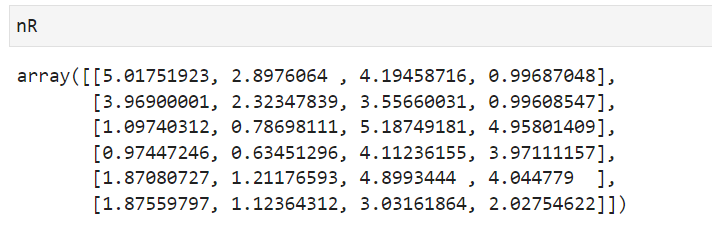 nR
array([[5.01751923, 2.8976064 , 4.19458716, 0.99687048],
       [3.96900001, 2.32347839, 3.55660031, 0.99608547],
       [1.09740312, 0.78698111, 5.18749181, 4.95801409],
       [0.97447246, 0.63451296, 4.11236155, 3.97111157],
       [1.87080727, 1.21176593, 4.8993444 , 4.044779  ],
       [1.87559797, 1.12364312, 3.03161864, 2.02754622]])